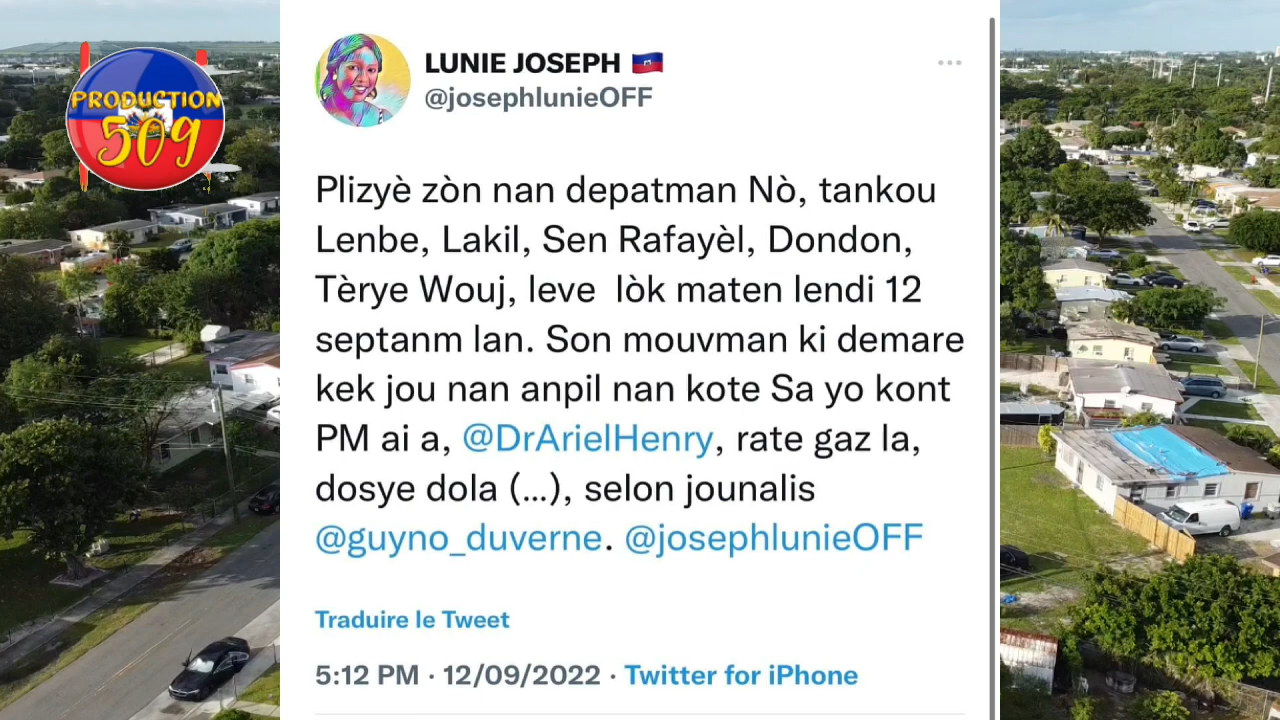 PRODUCTION
509
LUNIE JOSEPH 🇭🇹
@josephlunieOFF
Plizyè zòn nan depatman Nò, tankou
Lenbe, Lakil, Sen Rafayèl, Dondon,
Tèrye Wouj, leve lòk maten lendi 12
septanm lan. Son mouvman ki demare
kek jou nan anpil nan kote Sa yo kont
PM ai a, @DrArielHenry, rate gaz la,
dosye dola (...), selon jounalis
@guyno_duverne. @josephlunieOFF
Traduire le Tweet
5:12 PM · 12/09/2022 · Twitter for iPhone